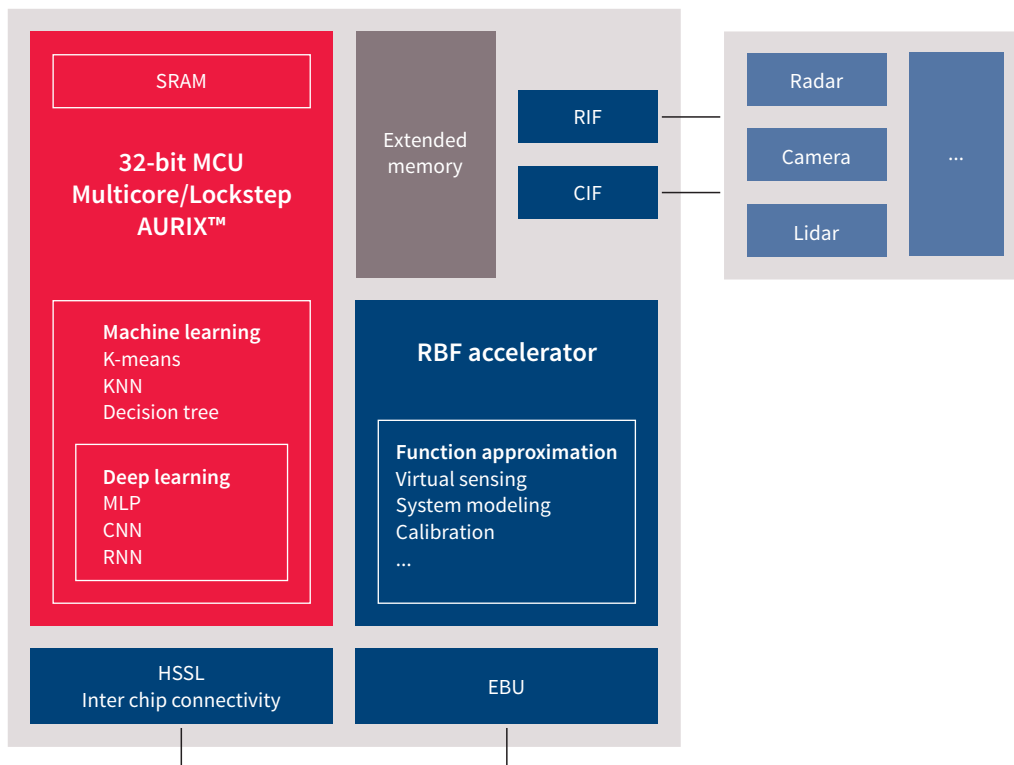 SRAM
32-bit MCU
Multicore/Lockstep
AURIX™
Machine learning
K-means
KNN
Decision tree
Deep learning
MLP
CNN
RNN
Extended
memory
RIF
CIF
Radar
Camera
Lidar
...
RBF accelerator
Function approximation
Virtual sensing
System modeling
Calibration
...
HSSL
Inter chip connectivity
EBU